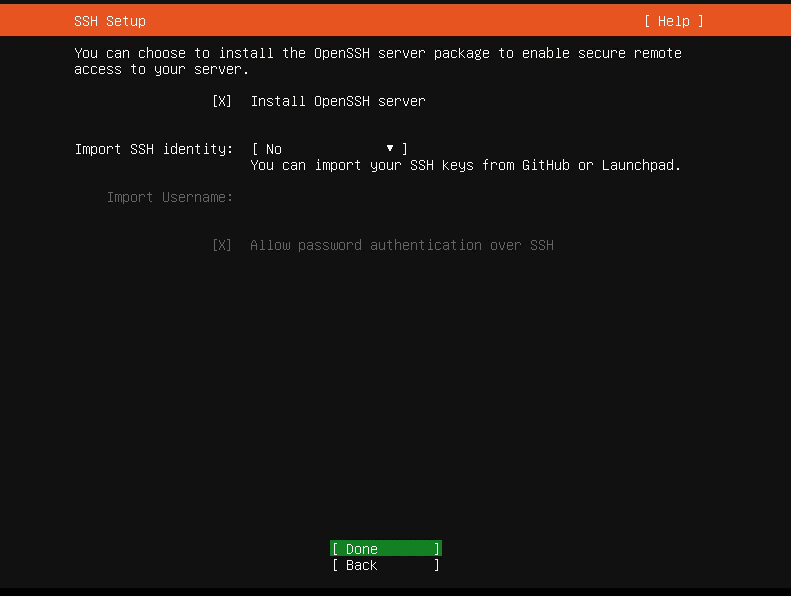 SSH Setup [ Help ]
You can choose to install the OpenSSH server package to enable secure remote
access to your server.
[X] Install OpenSSH server
Import SSH identity: [ No ▾ ]
You can import your SSH keys from GitHub or Launchpad.
Import Username:
[X] Allow password authentication over SSH
[ Done ]
[ Back ]